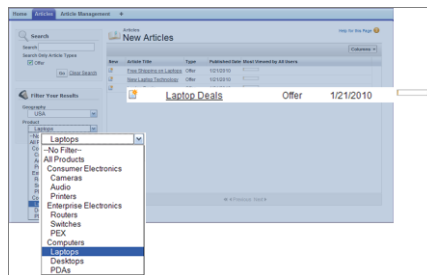 Home Articles Article Management +
Search
Search
Search Only Article Types
Offer
Go Clear Search
Filter Your Results
Geography
USA
Product
Laptops
Articles
New Articles
Help for this Page
Columns
New Article Title Type Published Date Most Viewed by All Users
Free Shipping on Laptops Offer 1/21/2010
New Laptop Technology Offer 1/21/2010
Laptop Deals Offer 1/21/2010
Laptops
--No Filter--
All Products
Consumer Electronics
Cameras
Audio
Printers
Enterprise Electronics
Routers
Switches
PEX
Computers
Laptops
Desktops
PDAs